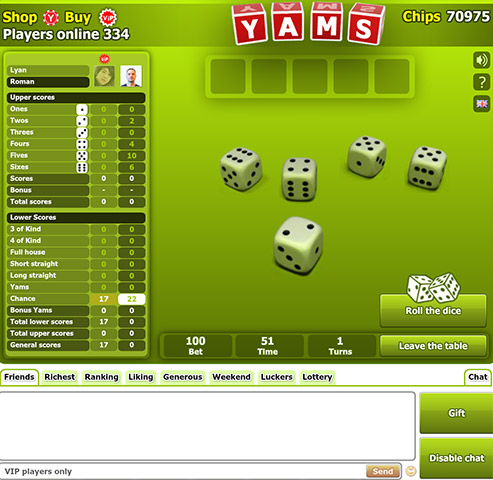 Shop Y Buy VIP
Players online 334
YAMS
Chips 70975
VIP
Lyan
Roman
?
Upper scores
Ones 0 0
Twos 0 2
Threes 0 0
Fours 0 4
Fives 0 10
Sixes 0 6
Scores 0 0
Bonus - -
Total scores 0 0
Lower Scores
3 of Kind 0 0
4 of Kind 0 0
Full house 0 0
Short straight 0 0
Long straight 0 0
Yams 0 0
Chance 17 22
Bonus Yams 0 0
Total lower scores 17 0
Total upper scores 0 0
General scores 17 0
Roll the dice
100 51 1
Bet Time Turns
Leave the table
Friends Richest Ranking Liking Generous Weekend Luckers Lottery Chat
Gift
Disable chat
VIP players only Send